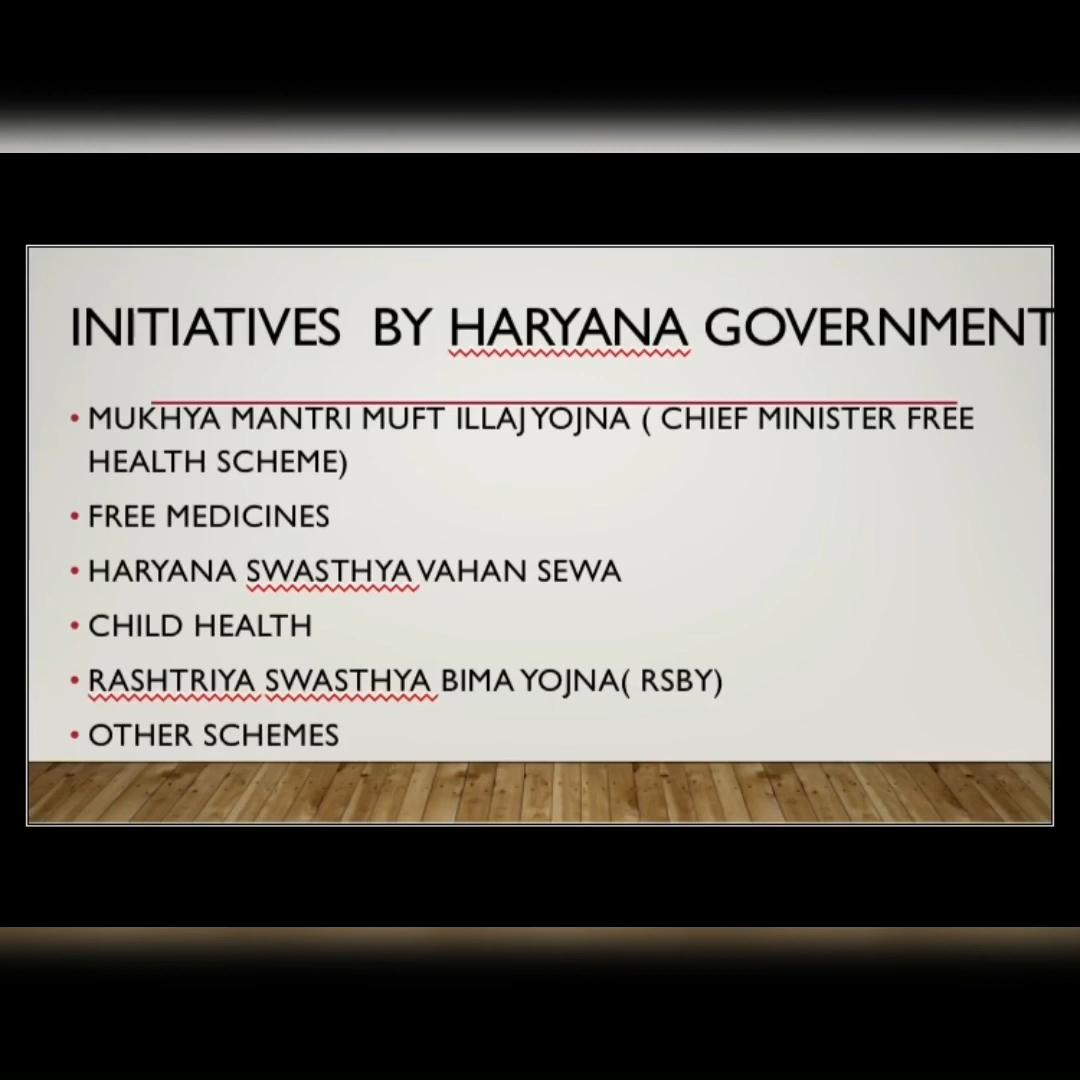 INITIATIVES BY HARYANA GOVERNMENT
• MUKHYA MANTRI MUFT ILLAJ YOJNA ( CHIEF MINISTER FREE
HEALTH SCHEME)
• FREE MEDICINES
• HARYANA SWASTHYA VAHAN SEWA
• CHILD HEALTH
• RASHTRIYA SWASTHYA BIMA YOJNA( RSBY)
• OTHER SCHEMES